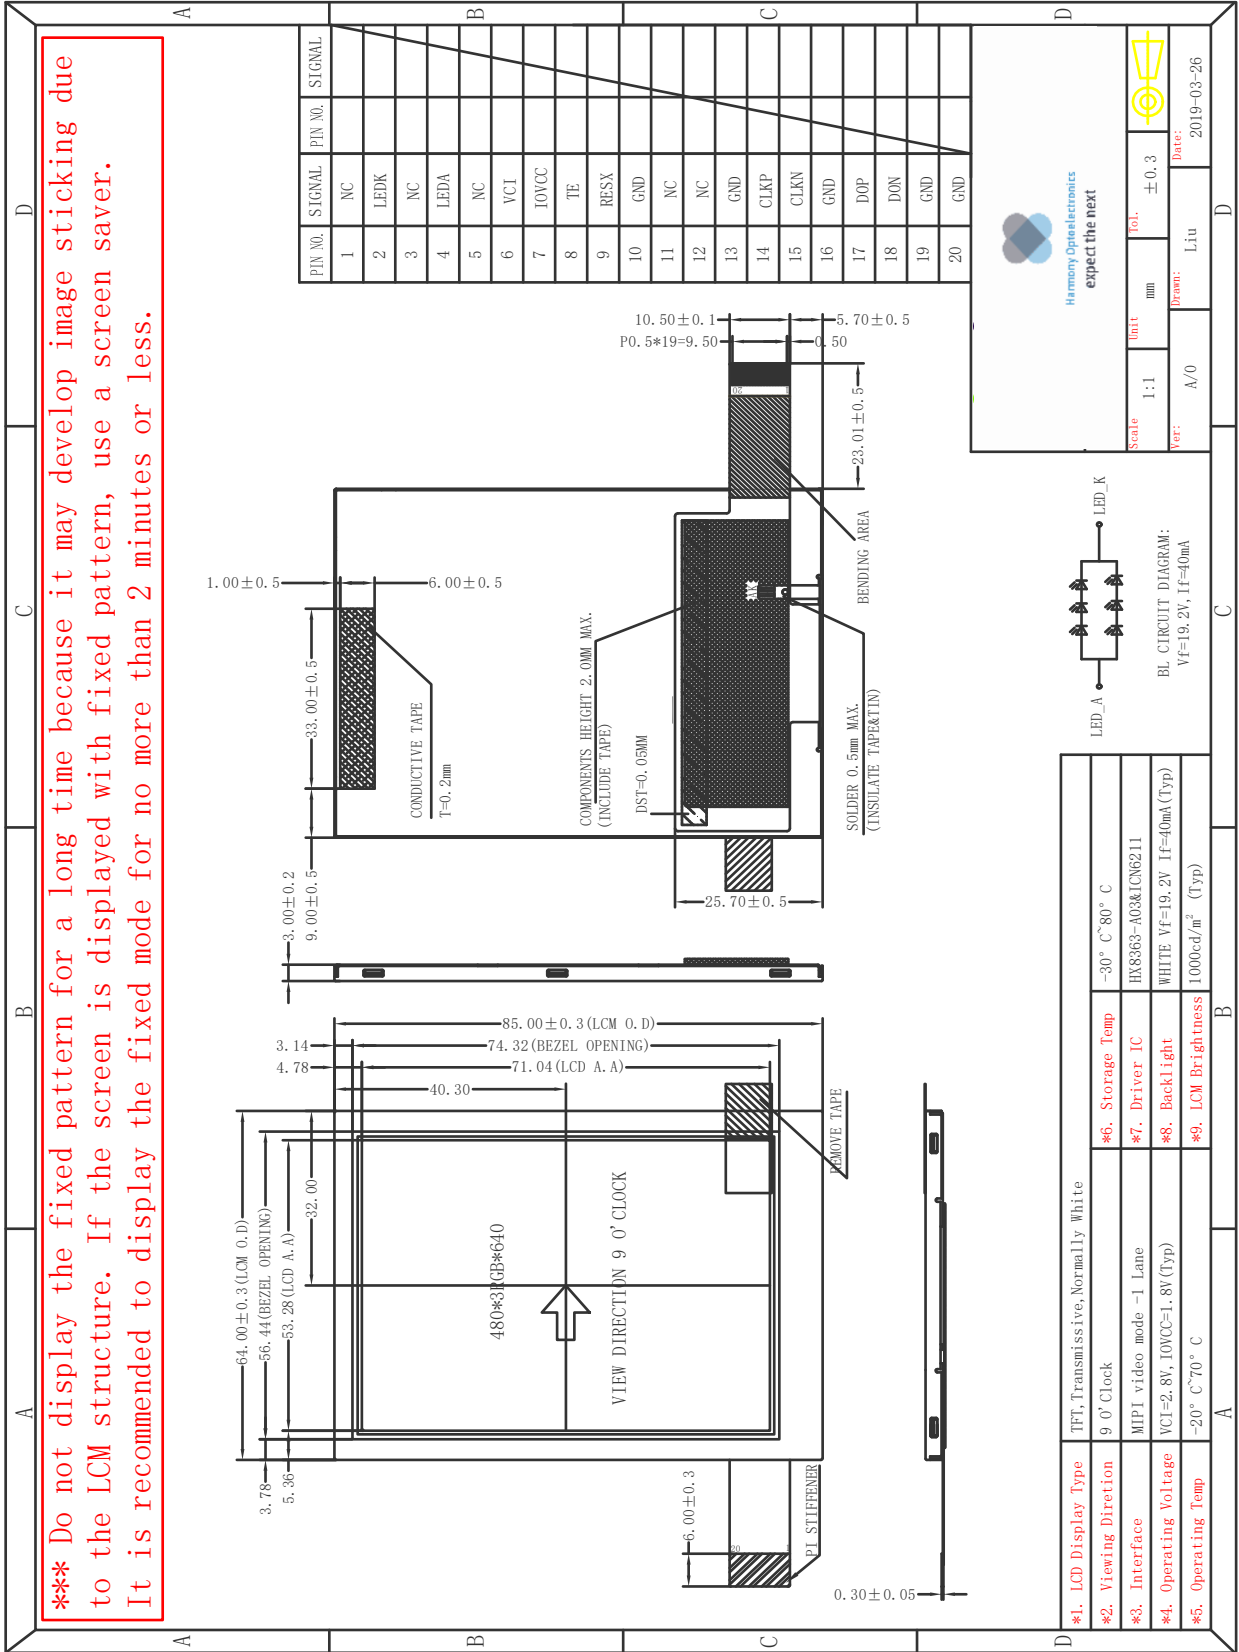 *** Do not display the fixed pattern for a long time because it may develop image sticking due
to the LCM structure. If the screen is displayed with fixed pattern, use a screen saver.
It is recommended to display the fixed mode for no more than 2 minutes or less.
A
B
C
D
A
B
C
D
A
B
C
D
A
B
C
D
64.00±0.3(LCM O.D)
56.44(BEZEL OPENING)
53.28(LCD A.A)
32.00
3.78
5.36
85.00±0.3(LCM O.D)
74.32(BEZEL OPENING)
71.04(LCD A.A)
40.30
3.14
4.78
480*3RGB*640
VIEW DIRECTION 9 O'CLOCK
REMOVE TAPE
6.00±0.3
20
1
PI STIFFENER
0.30±0.05
3.00±0.2
9.00±0.5
33.00±0.5
1.00±0.5
6.00±0.5
CONDUCTIVE TAPE
T=0.2mm
COMPONENTS HEIGHT 2.0MM MAX.
(INCLUDE TAPE)
DST=0.05MM
25.70±0.5
SOLDER 0.5mm MAX.
(INSULATE TAPE&TIN)
BENDING AREA
AK
23.01±0.5
20
1
10.50±0.1
P0.5*19=9.50
5.70±0.5
0.50
PIN NO. SIGNAL PIN NO. SIGNAL
1 NC
2 LEDK
3 NC
4 LEDA
5 NC
6 VCI
7 IOVCC
8 TE
9 RESX
10 GND
11 NC
12 NC
13 GND
14 CLKP
15 CLKN
16 GND
17 DOP
18 DON
19 GND
20 GND
LED_A
LED_K
BL CIRCUIT DIAGRAM:
Vf=19.2V, If=40mA
*1. LCD Display Type TFT,Transmissive,Normally White
*2. Viewing Diretion 9 O'Clock *6. Storage Temp -30° C~80° C
*3. Interface MIPI video mode -1 Lane *7. Driver IC HX8363-A03&ICN6211
*4. Operating Voltage VCI=2.8V,IOVCC=1.8V(Typ) *8. Backlight WHITE Vf=19.2V If=40mA(Typ)
*5. Operating Temp -20° C~70° C *9. LCM Brightness 1000cd/m² (Typ)
Harmony Optoelectronics
expect the next
Scale 1:1 Unit mm Tol. ±0.3
Ver: A/0 Drawn: Liu Date: 2019-03-26